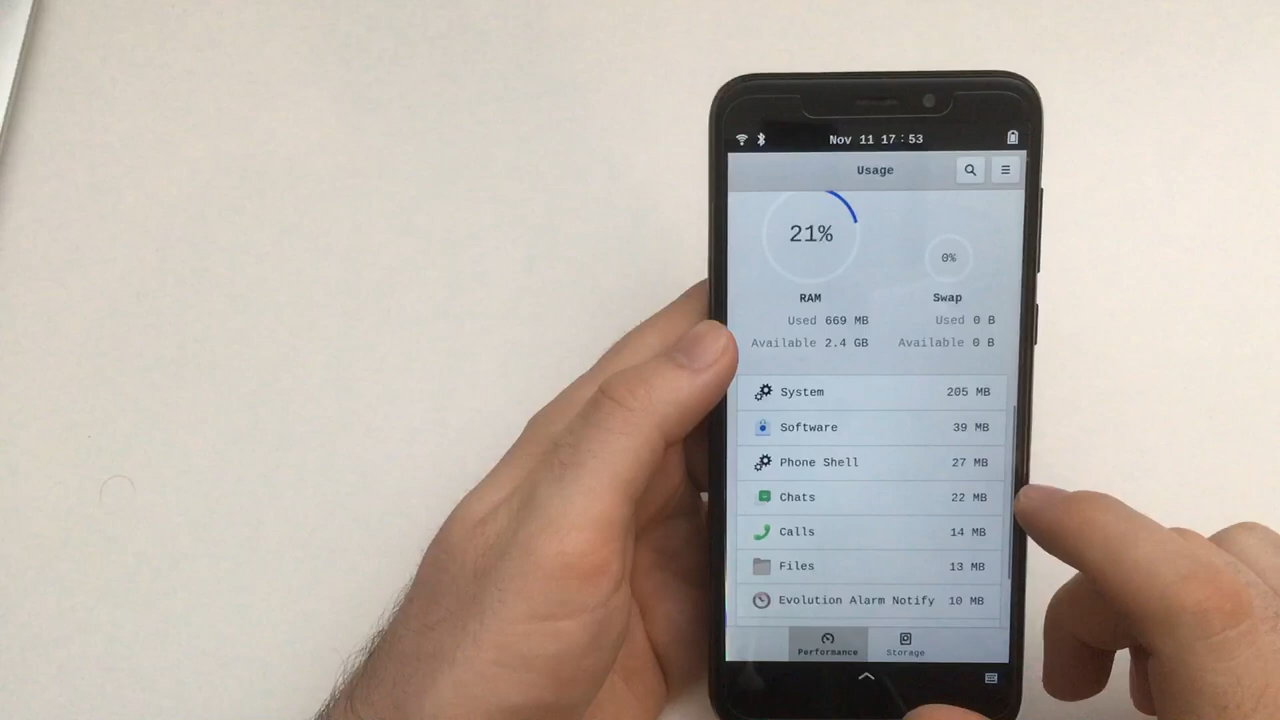 Nov 11 17:53
Usage
21%
0%
RAM
Swap
Used 669 MB
Used 0 B
Available 2.4 GB
Available 0 B
System 205 MB
Software 39 MB
Phone Shell 27 MB
Chats 22 MB
Calls 14 MB
Files 13 MB
Evolution Alarm Notify 10 MB
Performance
Storage